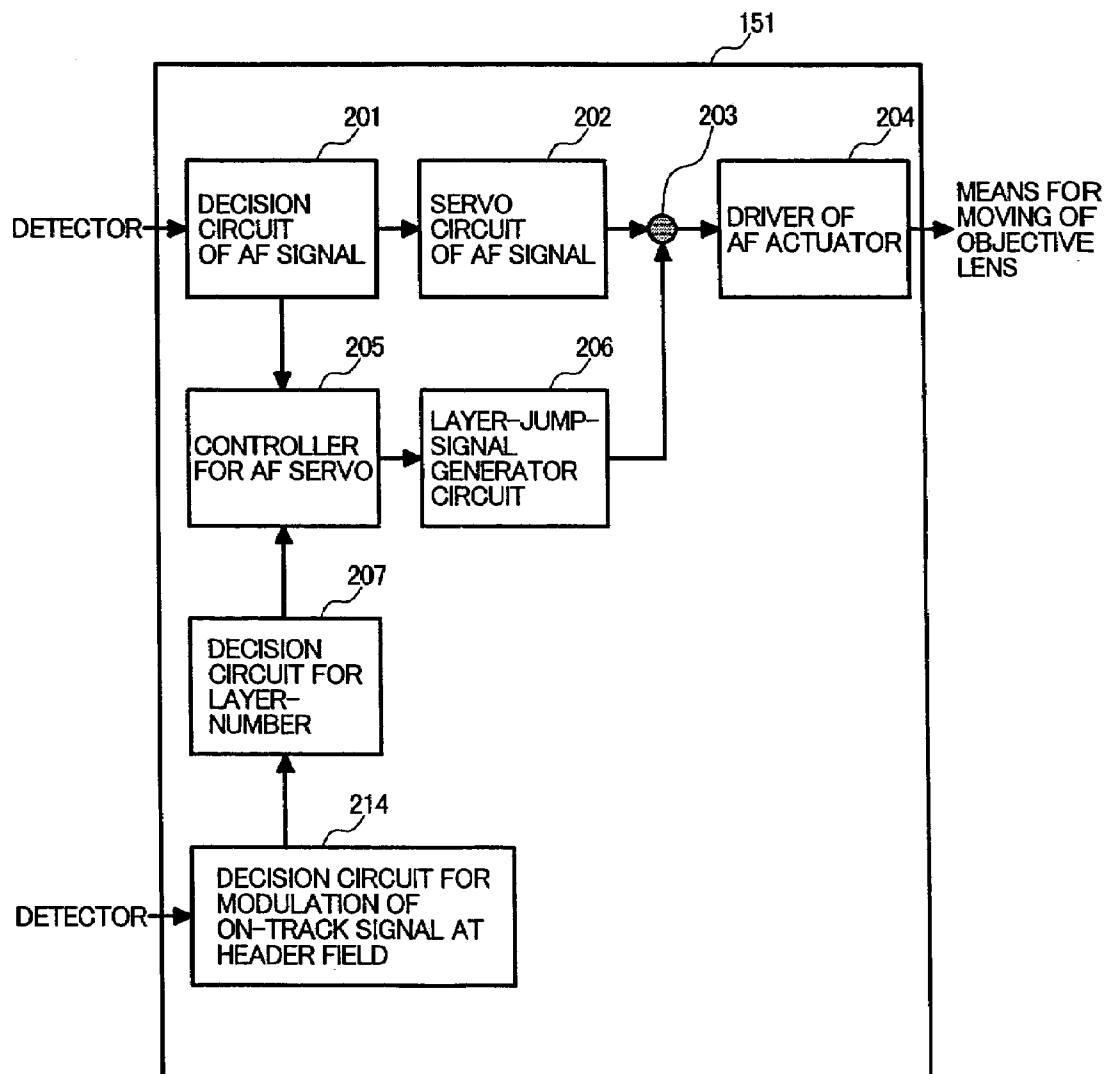 151
201
202
203
204
DETECTOR
DECISION
CIRCUIT
OF AF SIGNAL
SERVO
CIRCUIT
OF AF SIGNAL
DRIVER OF
AF ACTUATOR
MEANS FOR
MOVING OF
OBJECTIVE
LENS
205
206
CONTROLLER
FOR AF SERVO
LAYER-JUMP-
SIGNAL
GENERATOR
CIRCUIT
207
DECISION
CIRCUIT FOR
LAYER-
NUMBER
214
DETECTOR
DECISION CIRCUIT FOR
MODULATION OF
ON-TRACK SIGNAL AT
HEADER FIELD